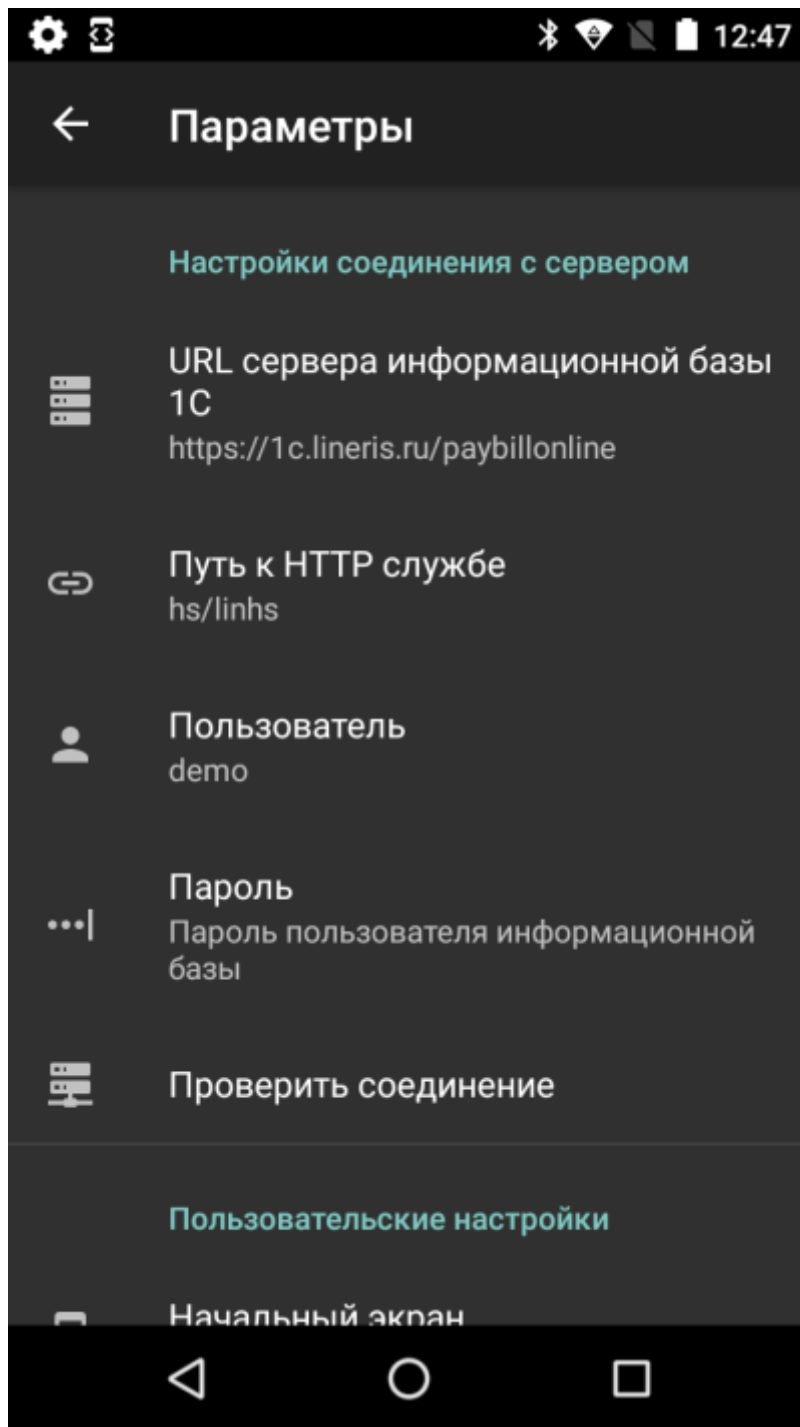 12:47
Параметры
Настройки соединения с сервером
URL сервера информационной базы
1С
https://1c.lineris.ru/paybillonline
Путь к HTTP службе
hs/linhs
Пользователь
demo
Пароль
Пароль пользователя информационной
базы
Проверить соединение
Пользовательские настройки
Начальный экран